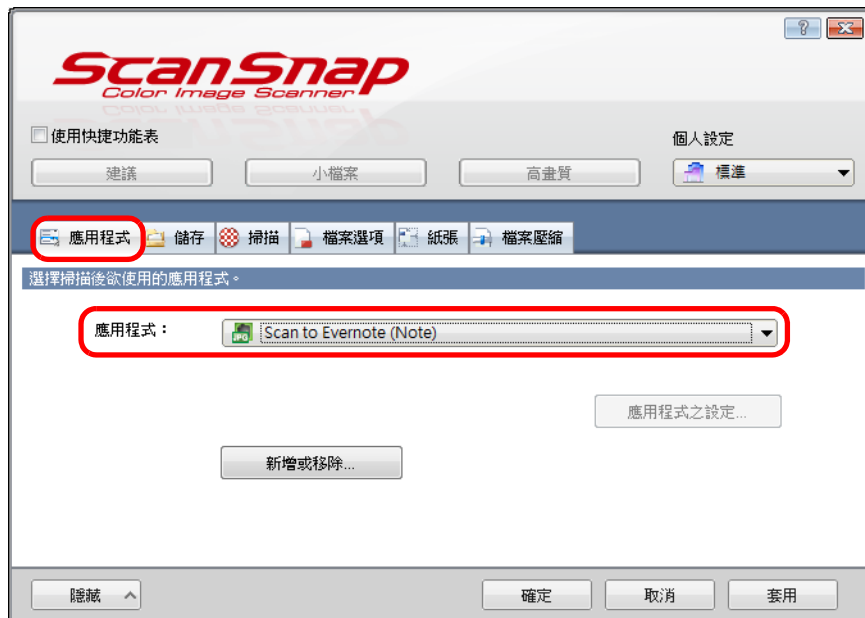 ScanSnap
Color Image Scanner
使用快捷功能表
個人設定
建議 小檔案 高畫質 標準
應用程式 儲存 掃描 檔案選項 紙張 檔案壓縮
選擇掃描後欲使用的應用程式。
應用程式： JPG Scan to Evernote (Note)
應用程式之設定...
新增或移除...
隱藏 確定 取消 套用